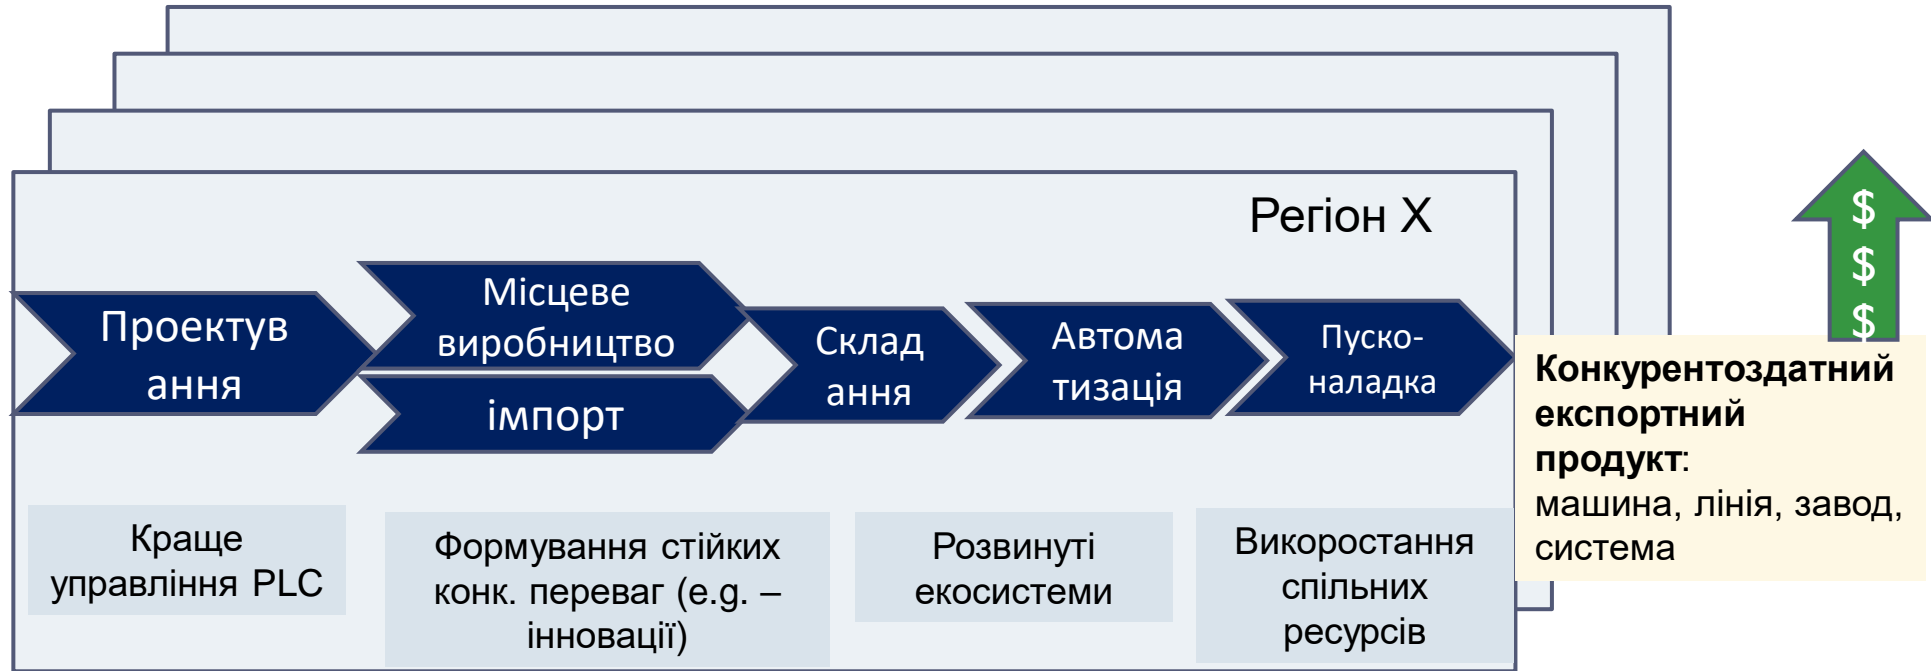 Регіон X
Проектув
ання
Місцеве
виробництво
імпорт
Склад
ання
Автома
тизація
Пуско-
наладка
$
$
$
Конкурентоздатний
експортний
продукт:
машина, лінія, завод,
система
Краще
управління PLC
Формування стійких
конк. переваг (e.g. –
інновації)
Розвинуті
екосистеми
Використання
спільних
ресурсів